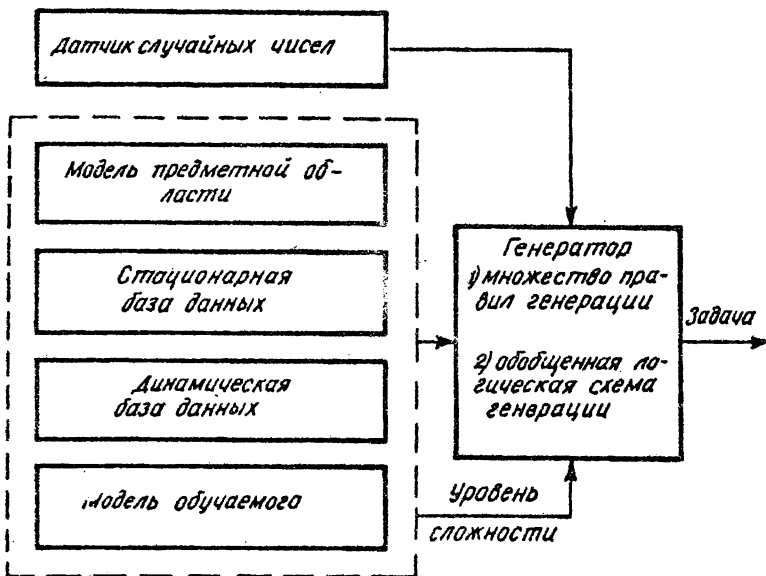 Датчик случайных чисел
Модель предметной об-
ласти
Стационарная
база данных
Динамическая
база данных
Модель обучаемого
Генератор
1) множество пра-
вил генерации
2) обобщенная ло-
гическая схема
генерации
Задача
Уровень
сложности